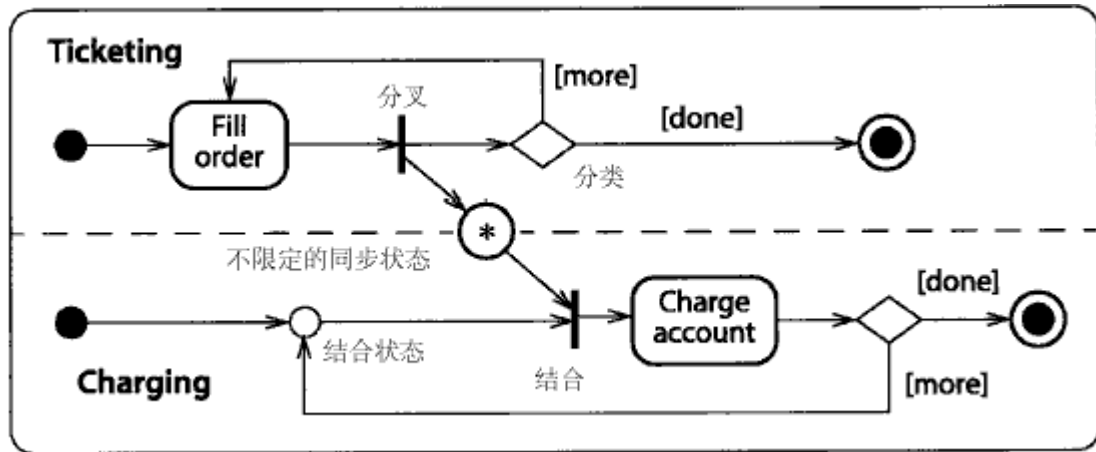 Ticketing
[more]
分叉
Fill
order
[done]
分类
*
不限定的同步状态
Charge
account
[done]
结合状态
结合
Charging
[more]